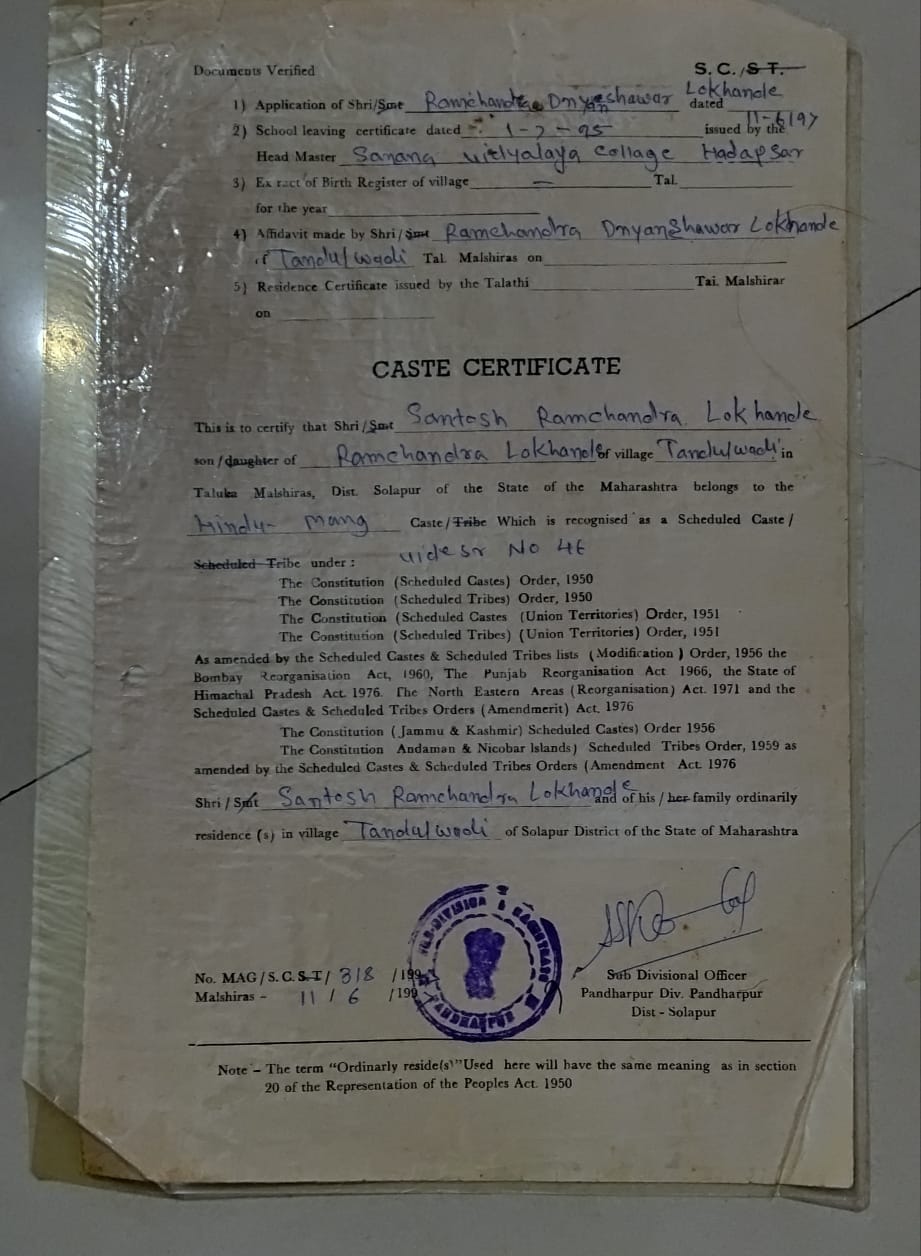 Documents Verified S. C. / S. T.
1) Application of Shri/Smt Ramchandra Dnyaneshawar Lokhande dated 11-6/97
2) School leaving certificate dated 1-7-95 issued by the
Head Master Sanana vidyalaya collage Hadapsar
3) Ex ract of Birth Register of village — Tal.
for the year
4) Affidavit made by Shri/Smt Ramchandra Dnyanshawar Lokhande
of Tandulwadi Tal. Malshiras on
5) Residence Certificate issued by the Talathi Tal. Malshirar
on
CASTE CERTIFICATE
This is to certify that Shri/Smt Santosh Ramchandra Lokhande
son/daughter of Ramchandra Lokhande of village Tandulwadi in
Taluka Malshiras, Dist. Solapur of the State of the Maharashtra belongs to the
Hindu- Mang Caste/Tribe Which is recognised as a Scheduled Caste/
Scheduled Tribe under : vide sr No 46
The Constitution (Scheduled Castes) Order, 1950
The Constitution (Scheduled Tribes) Order, 1950
The Constitution (Scheduled Castes (Union Territories) Order, 1951
The Constitution (Scheduled Tribes) (Union Territories) Order, 1951
As amended by the Scheduled Castes & Scheduled Tribes lists (Modification) Order, 1956 the
Bombay Reorganisation Act, 1960, The Punjab Reorganisation Act 1966, the State of
Himachal Pradesh Act. 1976. The North Eastern Areas (Reorganisation) Act. 1971 and the
Scheduled Castes & Scheduled Tribes Orders (Amendmerit) Act. 1976
The Constitution (Jammu & Kashmir) Scheduled Castes) Order 1956
The Constitution Andaman & Nicobar Islands) Scheduled Tribes Order, 1959 as
amended by the Scheduled Castes & Scheduled Tribes Orders (Amendment Act. 1976
Shri / Smt Santosh Ramchandra Lokhande and of his / her family ordinarily
residence (s) in village Tandulwadi of Solapur District of the State of Maharashtra
SUB-DIVISION PANDHARPUR
No. MAG/S.C.S.T/ 318 /199
Malshiras - 11 / 6 /199
Sub Divisional Officer
Pandharpur Div. Pandharpur
Dist - Solapur
Note – The term "Ordinarly reside(s)" Used here will have the same meaning as in section
20 of the Representation of the Peoples Act. 1950